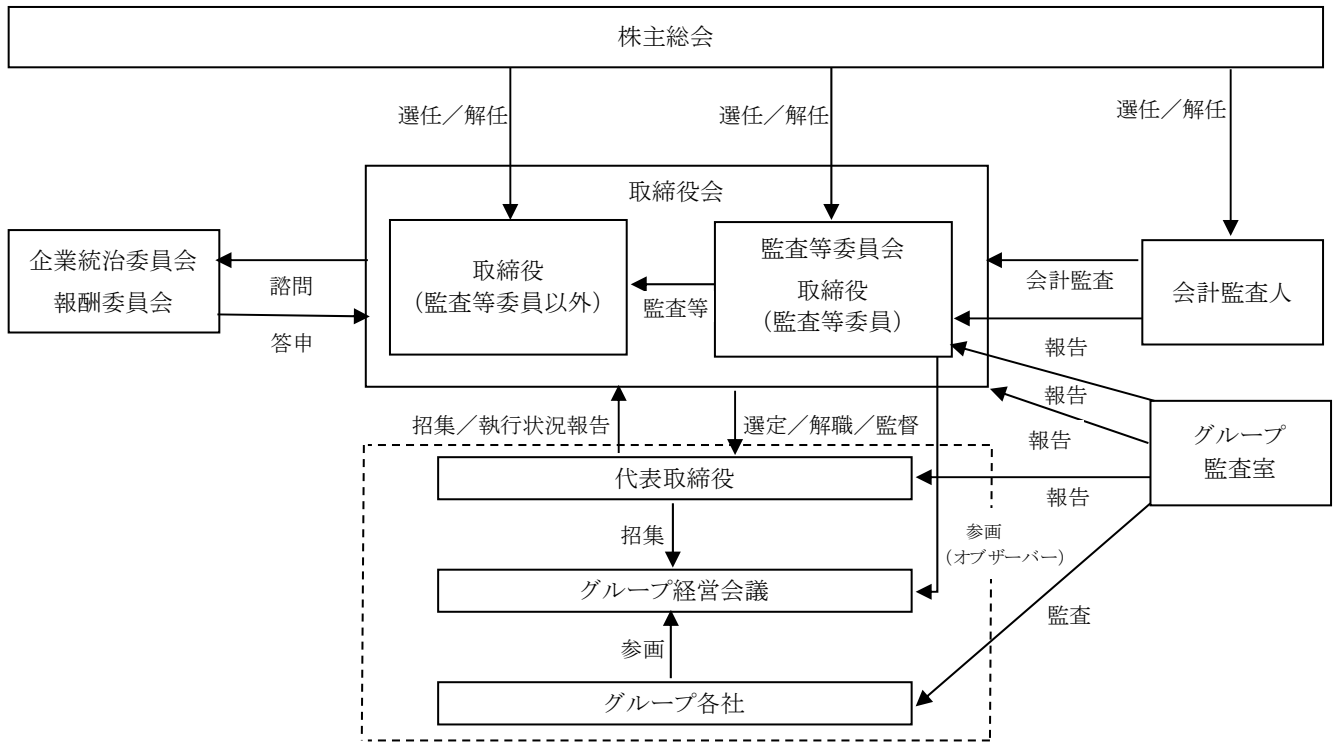 株主総会
選任／解任
選任／解任
選任／解任
取締役会
企業統治委員会
報酬委員会
諮問
答申
取締役
（監査等委員以外）
監査等
監査等委員会
取締役
（監査等委員）
会計監査
会計監査人
報告
報告
報告
グループ
監査室
招集／執行状況報告
選定／解職／監督
代表取締役
報告
招集
参画
（オブザーバー）
グループ経営会議
監査
参画
グループ各社